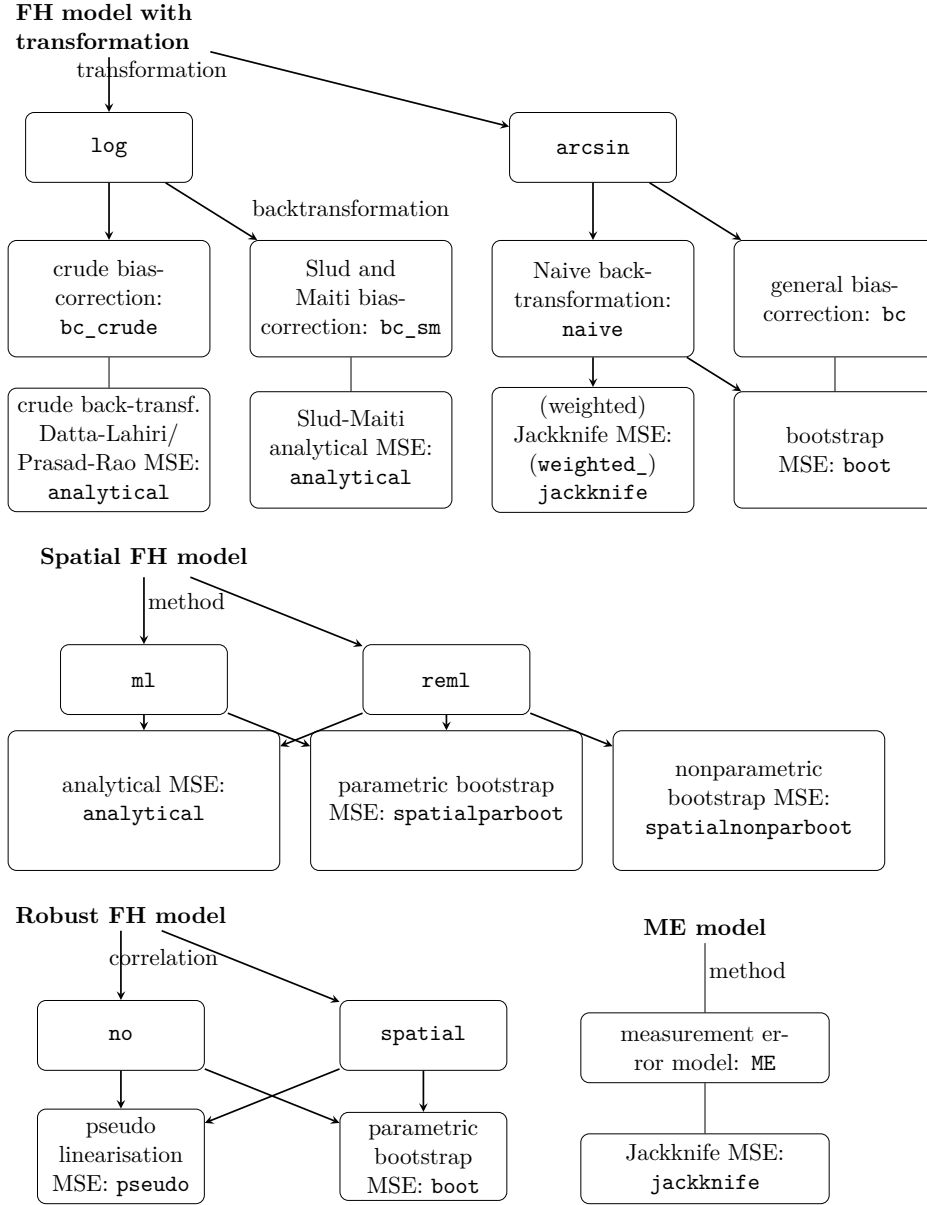 FH model with
transformation
transformation
log
arcsin
backtransformation
crude bias-
correction:
bc_crude
Slud and
Maiti bias-
correction: bc_sm
Naive back-
transformation:
naive
general bias-
correction: bc
crude back-transf.
Datta-Lahiri/
Prasad-Rao MSE:
analytical
Slud-Maiti
analytical MSE:
analytical
(weighted)
Jackknife MSE:
(weighted_)
jackknife
bootstrap
MSE: boot
Spatial FH model
method
ml
reml
analytical MSE:
analytical
parametric bootstrap
MSE: spatialparboot
nonparametric
bootstrap MSE:
spatialnonparboot
Robust FH model
correlation
no
spatial
pseudo
linearisation
MSE: pseudo
parametric
bootstrap
MSE: boot
ME model
method
measurement er-
ror model: ME
Jackknife MSE:
jackknife